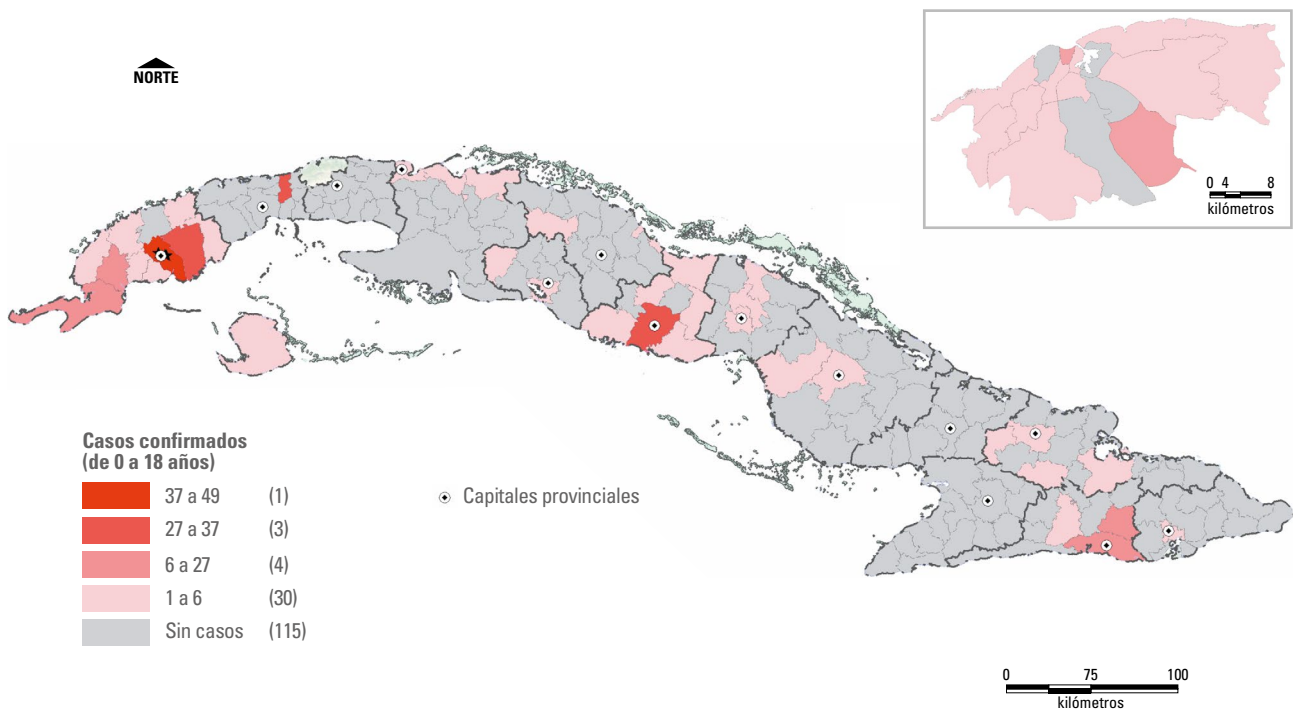 NORTE
0 4 8
kilómetros
Casos confirmados
(de 0 a 18 años)
37 a 49 (1)
27 a 37 (3)
6 a 27 (4)
1 a 6 (30)
Sin casos (115)
Capitales provinciales
0 75 100
kilómetros